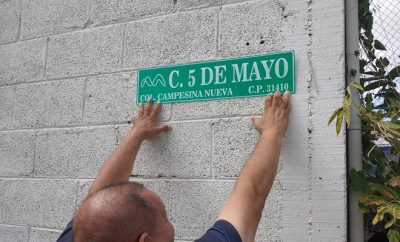 C. 5 DE MAYO
COL. CAMPESINA NUEVA C.P. 31410